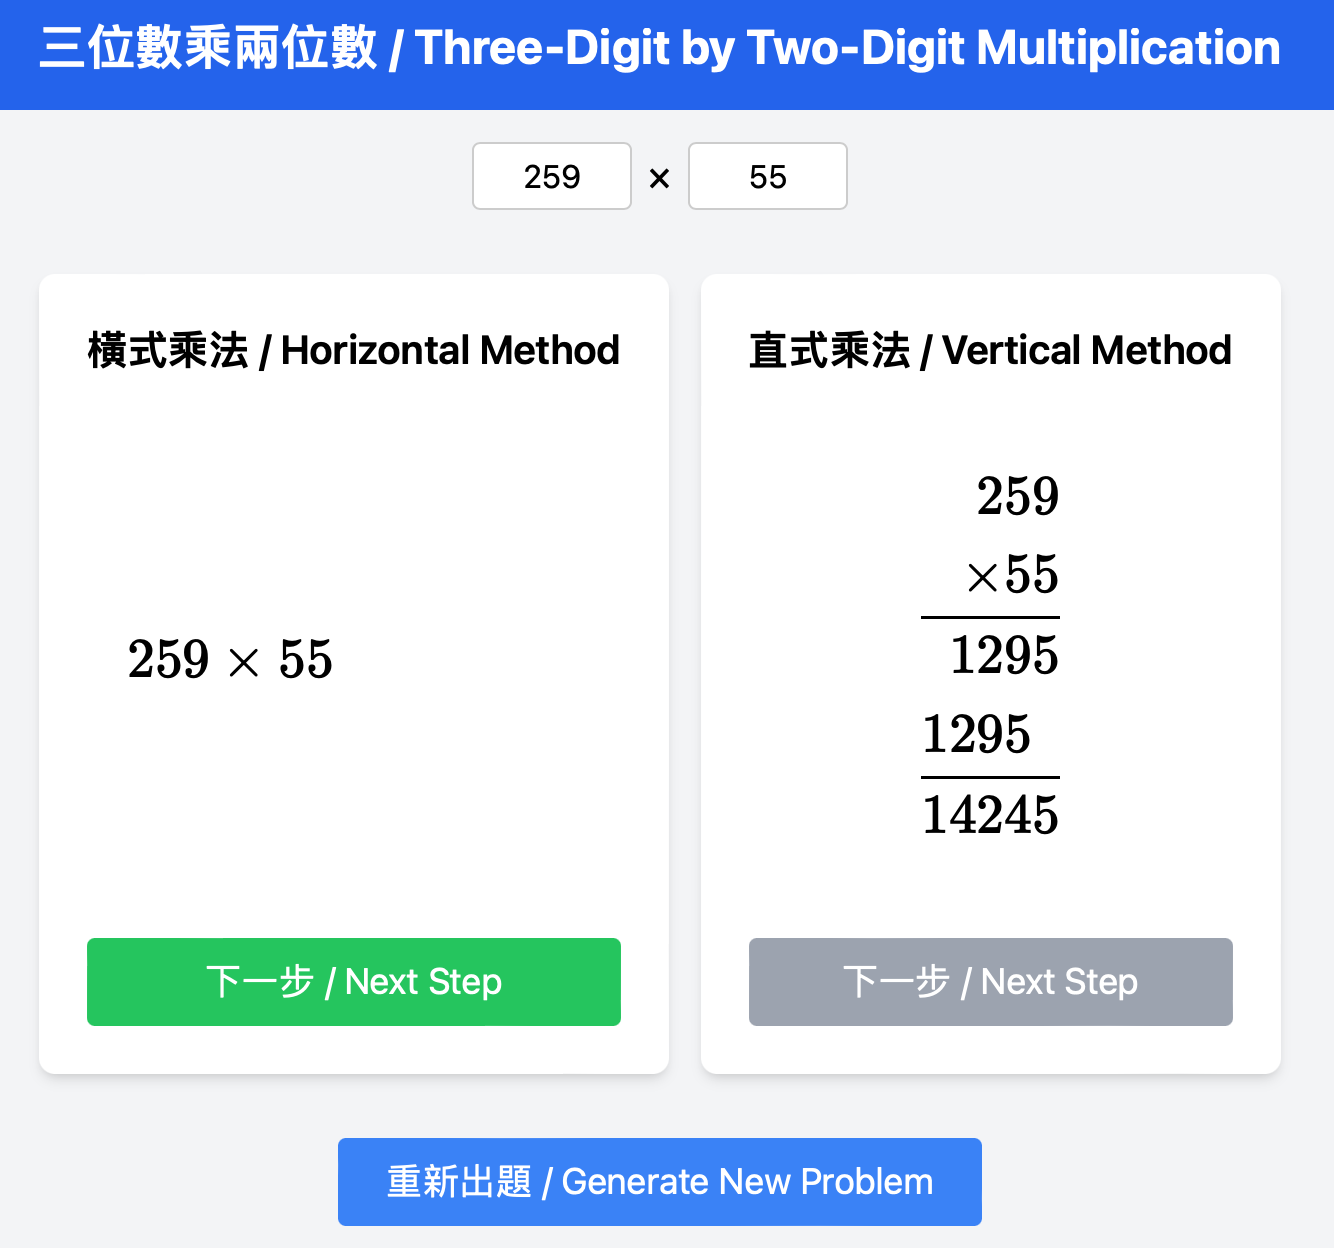 三位數乘兩位數 / Three-Digit by Two-Digit Multiplication
259 × 55
橫式乘法 / Horizontal Method
259 × 55
下一步 / Next Step
直式乘法 / Vertical Method
259
×55
1295
1295
14245
下一步 / Next Step
重新出題 / Generate New Problem